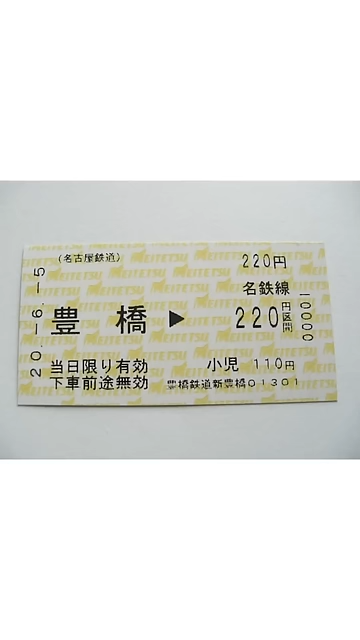 (名古屋鉄道)
220円
名鉄線
豊橋 ▶ 220円区間
当日限り有効
下車前途無効
小児 110円
豊橋鉄道新豊橋01301
20.-6.-5
00001
MEITETSU